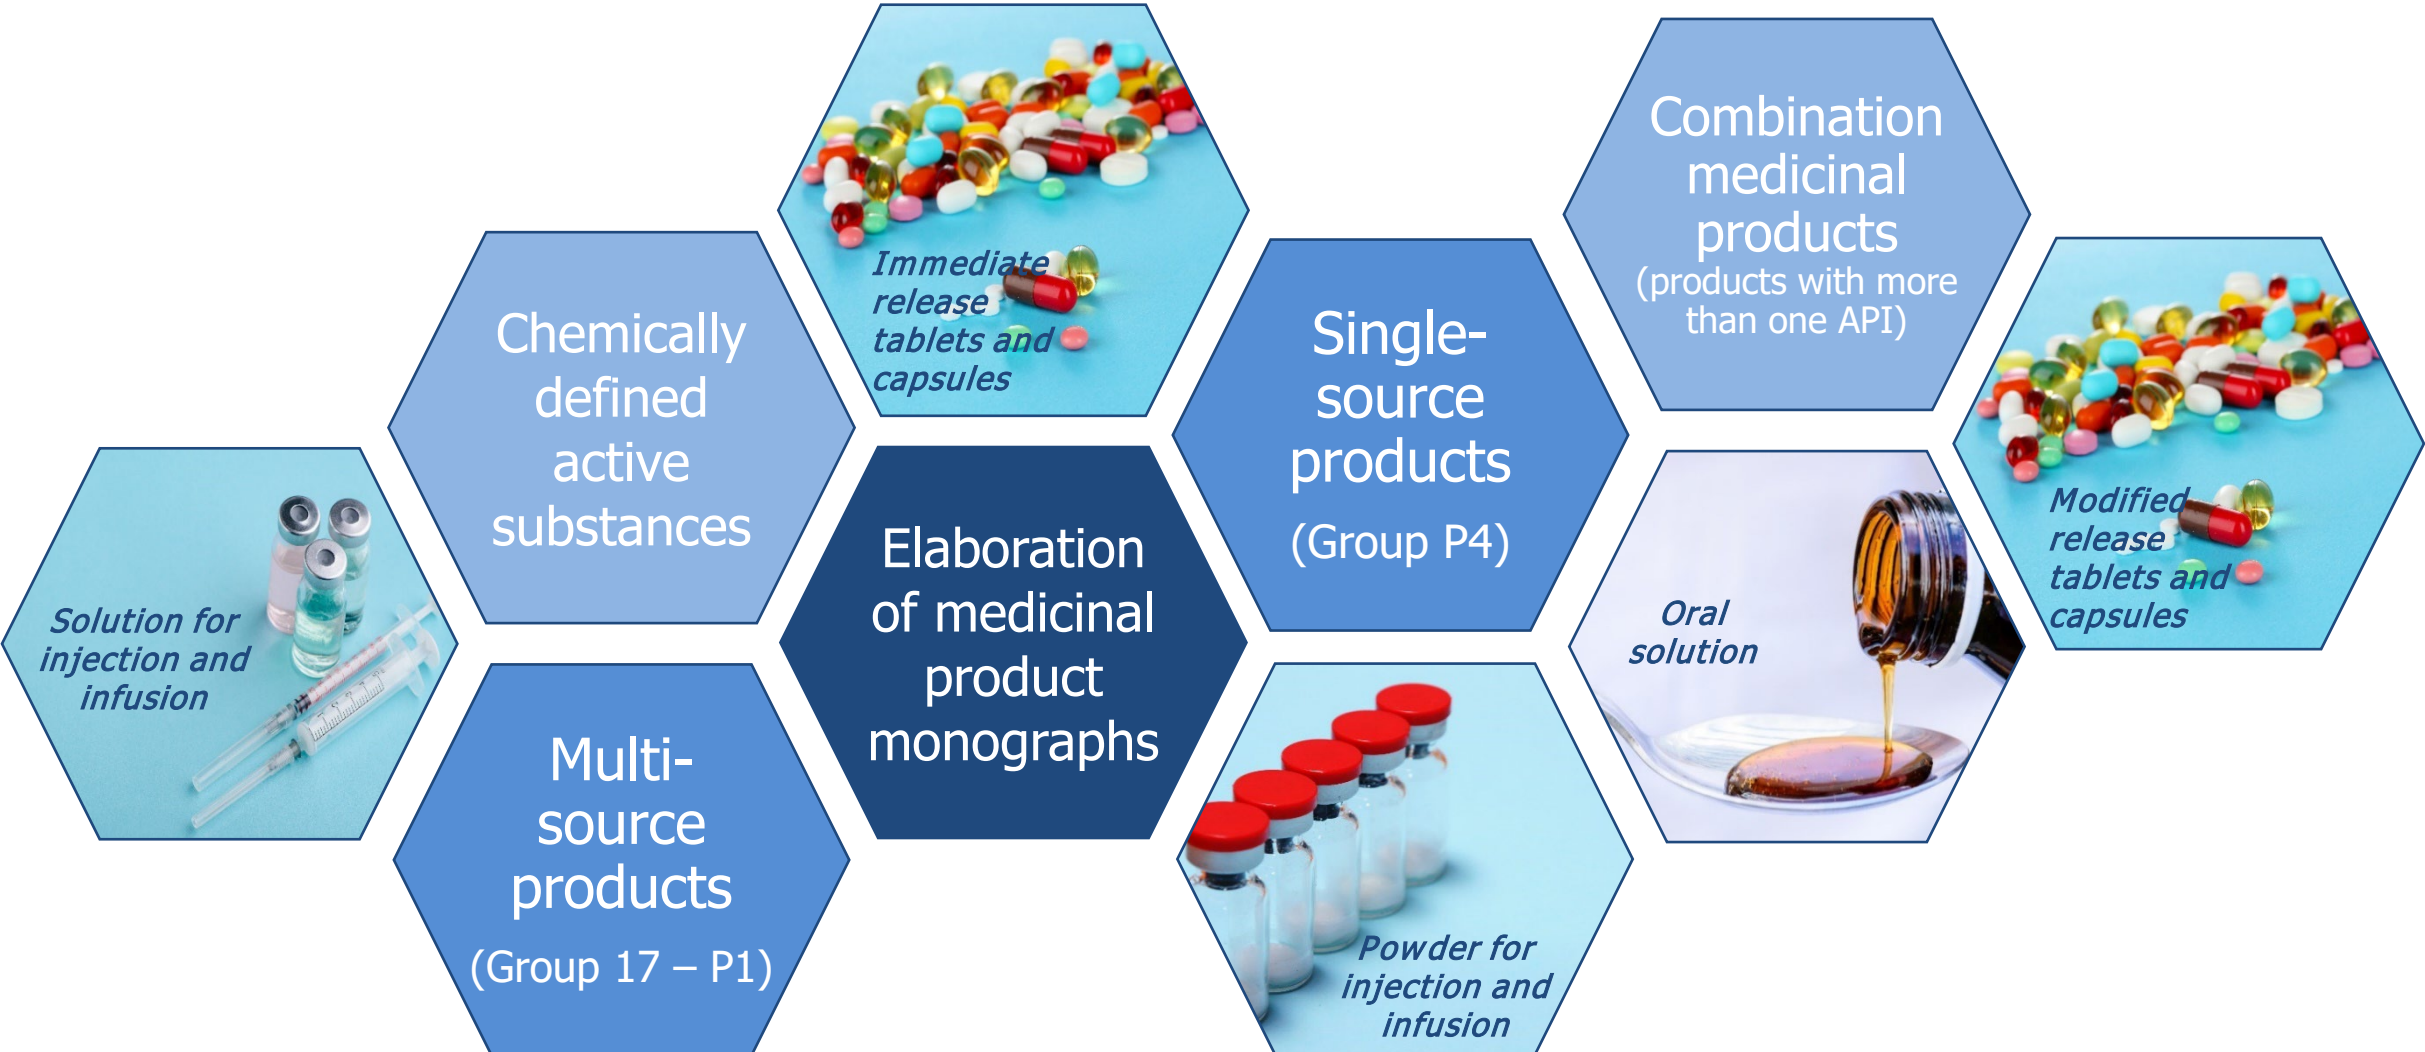 Solution for
injection and
infusion
Chemically
defined
active
substances
Multi-
source
products
(Group 17 – P1)
Immediate
release
tablets and
capsules
Elaboration
of medicinal
product
monographs
Single-
source
products
(Group P4)
Powder for
injection and
infusion
Combination
medicinal
products
(products with more
than one API)
Oral
solution
Modified
release
tablets and
capsules